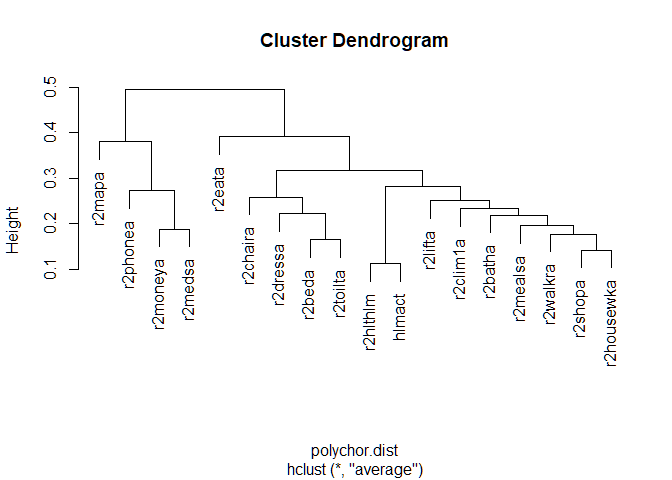 Cluster Dendrogram
Height
0.5
0.4
0.3
0.2
0.1
r2mapa
r2phonea
r2moneya
r2medsa
r2eata
r2chaira
r2dressa
r2beda
r2toilta
r2hlthlm
hlmact
r2lifta
r2clim1a
r2batha
r2mealsa
r2walkra
r2shopa
r2housewka
polychor.dist
hclust (*, "average")